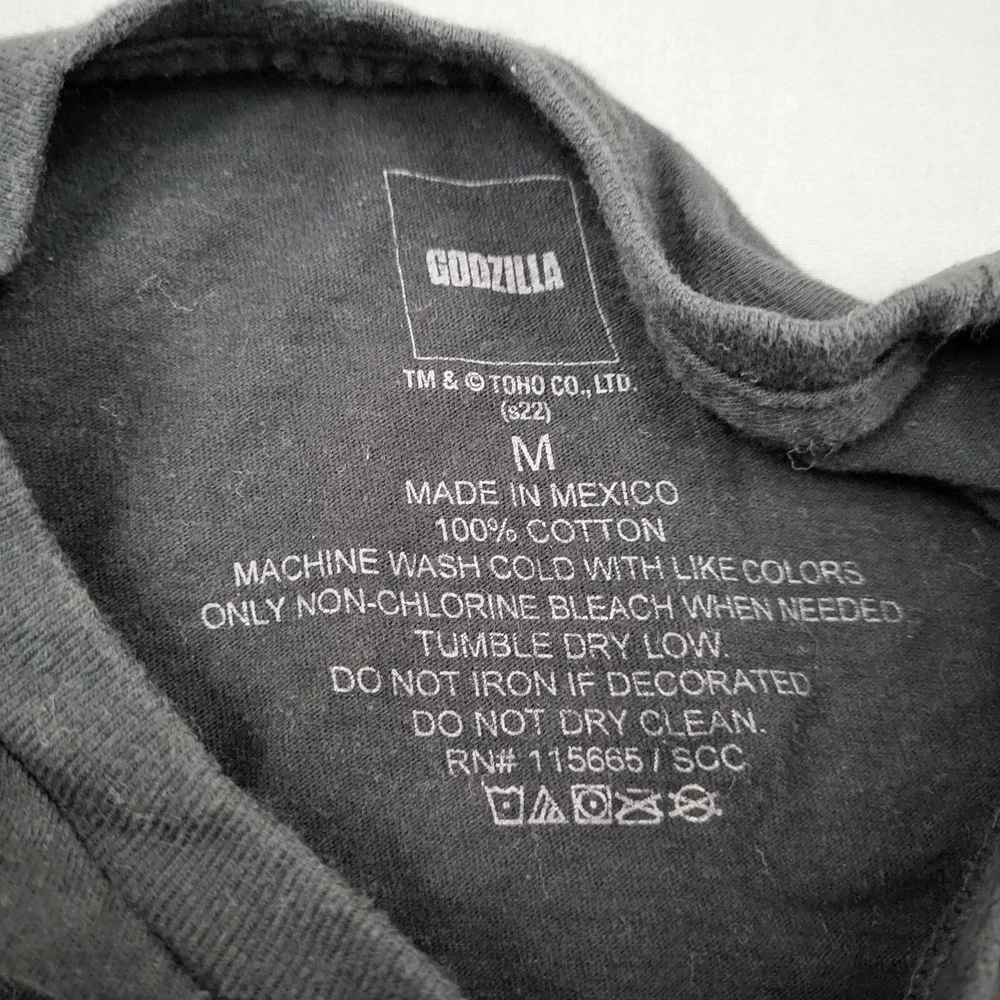 GODZILLA
TM & © TOHO CO., LTD.
(s22)
M
MADE IN MEXICO
100% COTTON
MACHINE WASH COLD WITH LIKE COLORS
ONLY NON-CHLORINE BLEACH WHEN NEEDED
TUMBLE DRY LOW.
DO NOT IRON IF DECORATED
DO NOT DRY CLEAN.
RN# 115665 / SCC